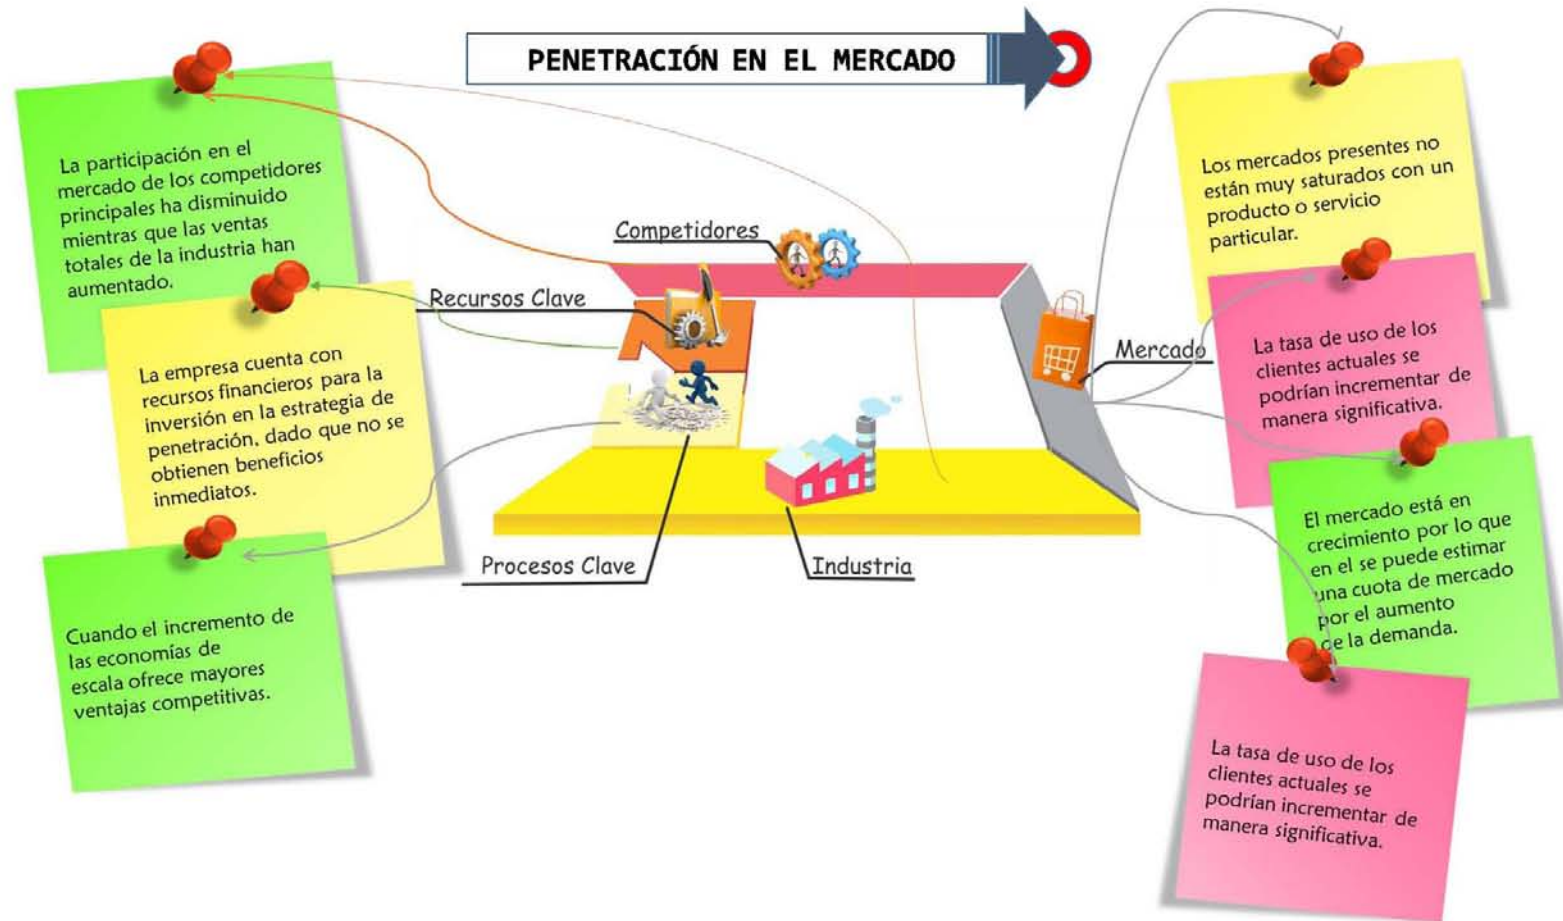 PENETRACIÓN EN EL MERCADO
La participación en el
mercado de los competidores
principales ha disminuido
mientras que las ventas
totales de la industria han
aumentado.
La empresa cuenta con
recursos financieros para la
inversión en la estrategia de
penetración, dado que no se
obtienen beneficios
inmediatos.
Cuando el incremento de
las economías de
escala ofrece mayores
ventajas competitivas.
Competidores
Recursos Clave
Mercado
Procesos Clave
Industria
Los mercados presentes no
están muy saturados con un
producto o servicio
particular.
La tasa de uso de los
clientes actuales se
podrían incrementar de
manera significativa.
El mercado está en
crecimiento por lo que
en el se puede estimar
una cuota de mercado
por el aumento
de la demanda.
La tasa de uso de los
clientes actuales se
podrían incrementar de
manera significativa.